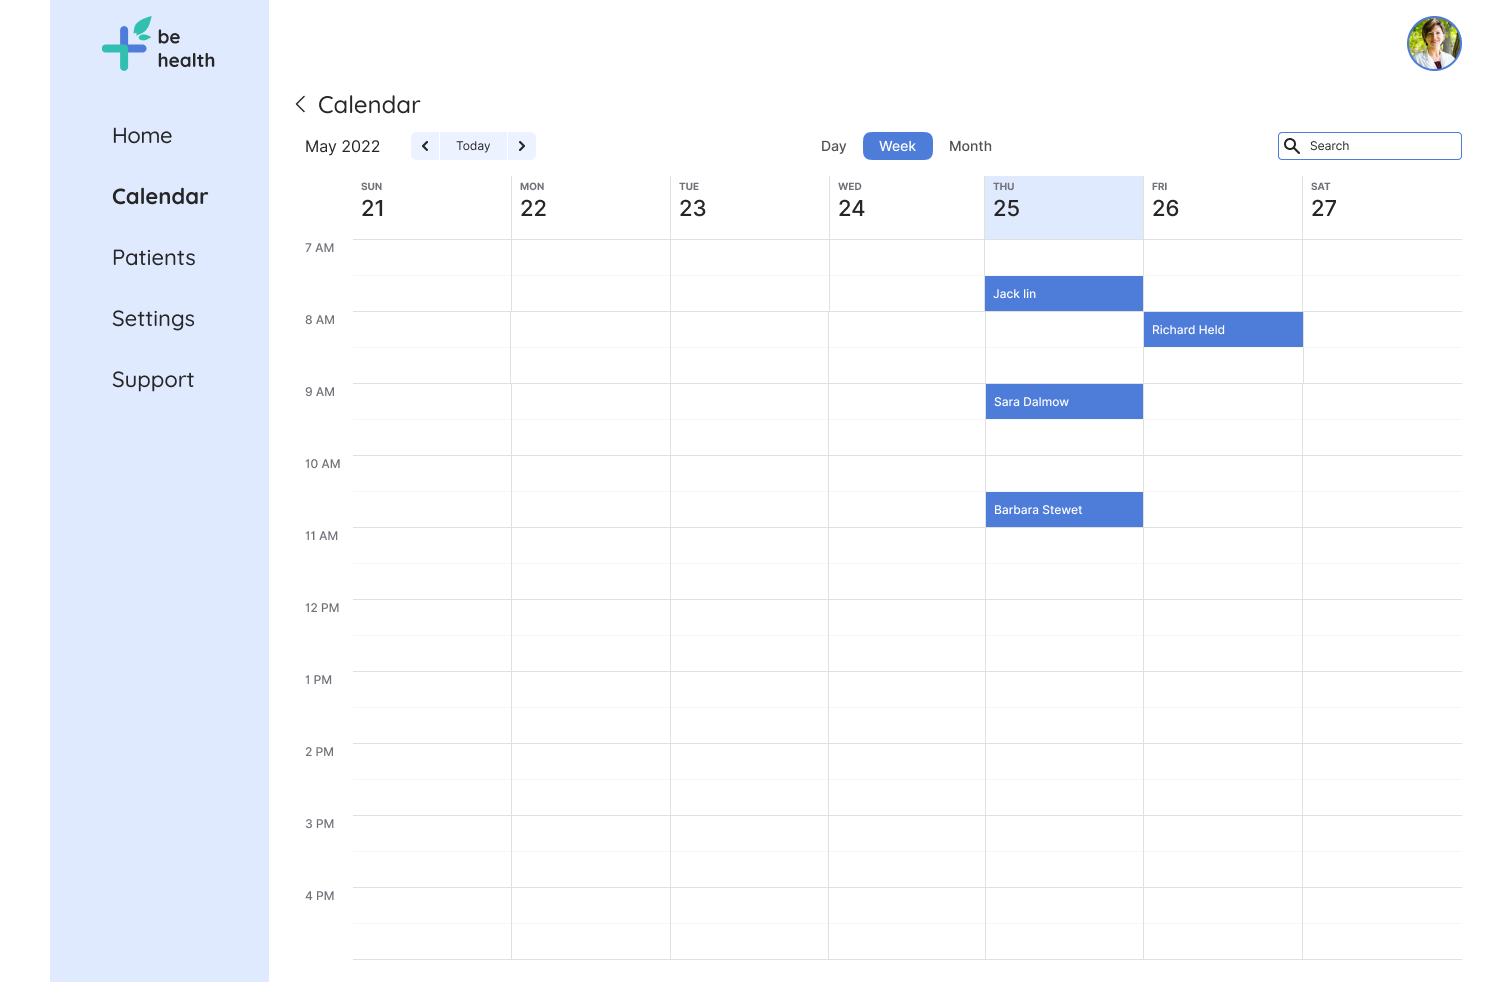 be
health
Home
Calendar
Patients
Settings
Support
Calendar
May 2022
Today
Day
Week
Month
Search
SUN
21
MON
22
TUE
23
WED
24
THU
25
FRI
26
SAT
27
7 AM
Jack lin
8 AM
Richard Held
9 AM
Sara Dalmow
10 AM
Barbara Stewet
11 AM
12 PM
1 PM
2 PM
3 PM
4 PM